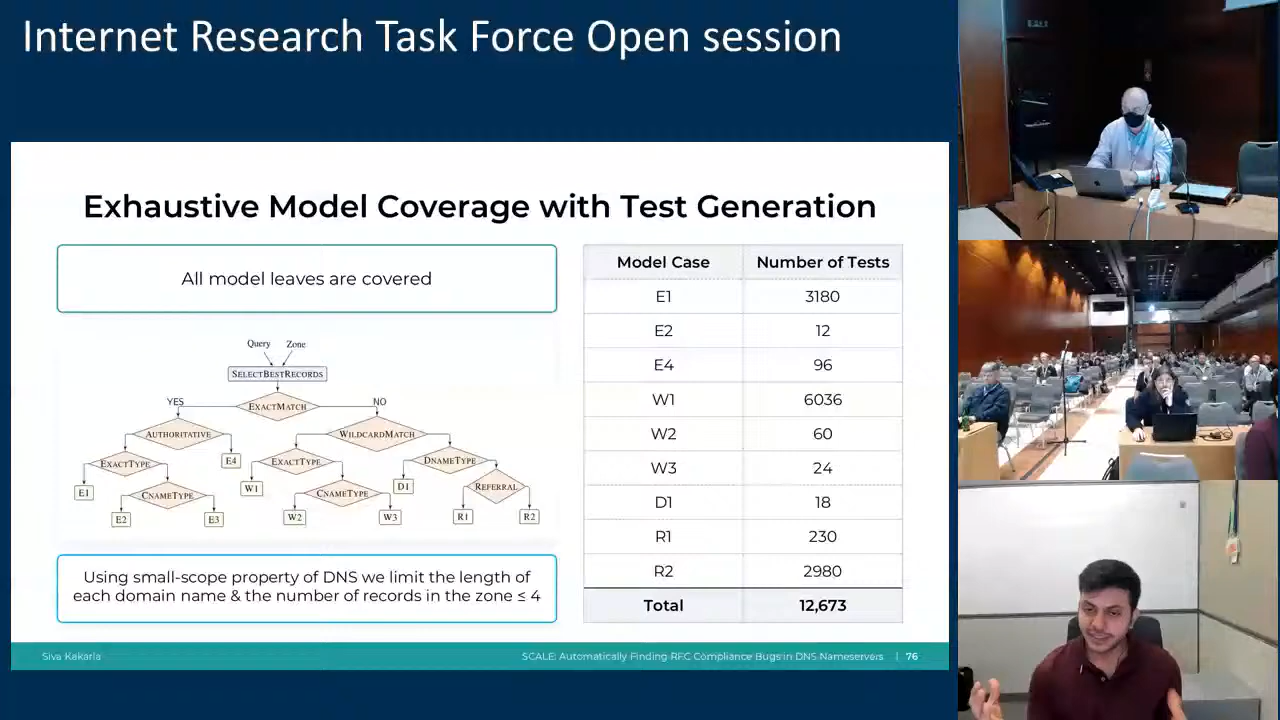 Internet Research Task Force Open session
Exhaustive Model Coverage with Test Generation
All model leaves are covered
Query Zone
SELECTBESTRECORDS
YES EXACTMATCH NO
AUTHORITATIVE WILDCARDMATCH
EXACTTYPE E4 EXACTTYPE DNAMETYPE
E1 CNAMETYPE W1 CNAMETYPE D1 REFERRAL
E2 E3 W2 W3 R1 R2
Using small-scope property of DNS we limit the length of
each domain name & the number of records in the zone ≤ 4
Model Case Number of Tests
E1 3180
E2 12
E4 96
W1 6036
W2 60
W3 24
D1 18
R1 230
R2 2980
Total 12,673
Siva Kakarla SCALE: Automatically Finding RFC Compliance Bugs in DNS Nameservers | 76